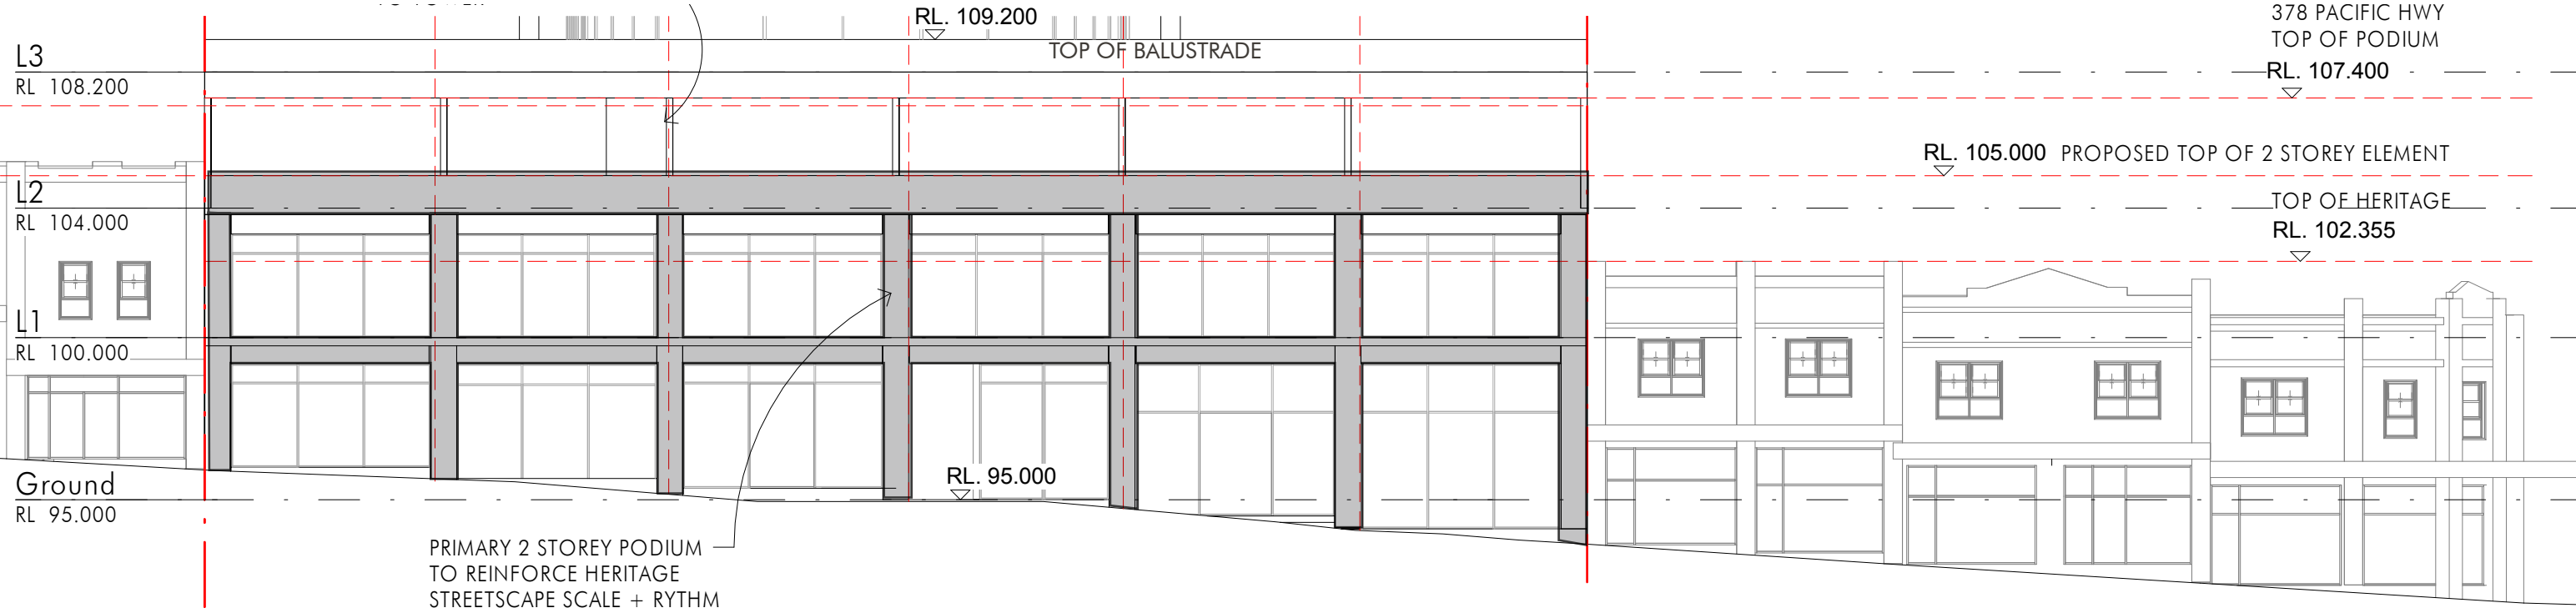 RL. 109.200
TOP OF BALUSTRADE
378 PACIFIC HWY
TOP OF PODIUM
RL. 107.400
L3
RL 108.200
RL. 105.000 PROPOSED TOP OF 2 STOREY ELEMENT
L2
RL 104.000
TOP OF HERITAGE
RL. 102.355
L1
RL 100.000
RL. 95.000
Ground
RL 95.000
PRIMARY 2 STOREY PODIUM
TO REINFORCE HERITAGE
STREETSCAPE SCALE + RYTHM